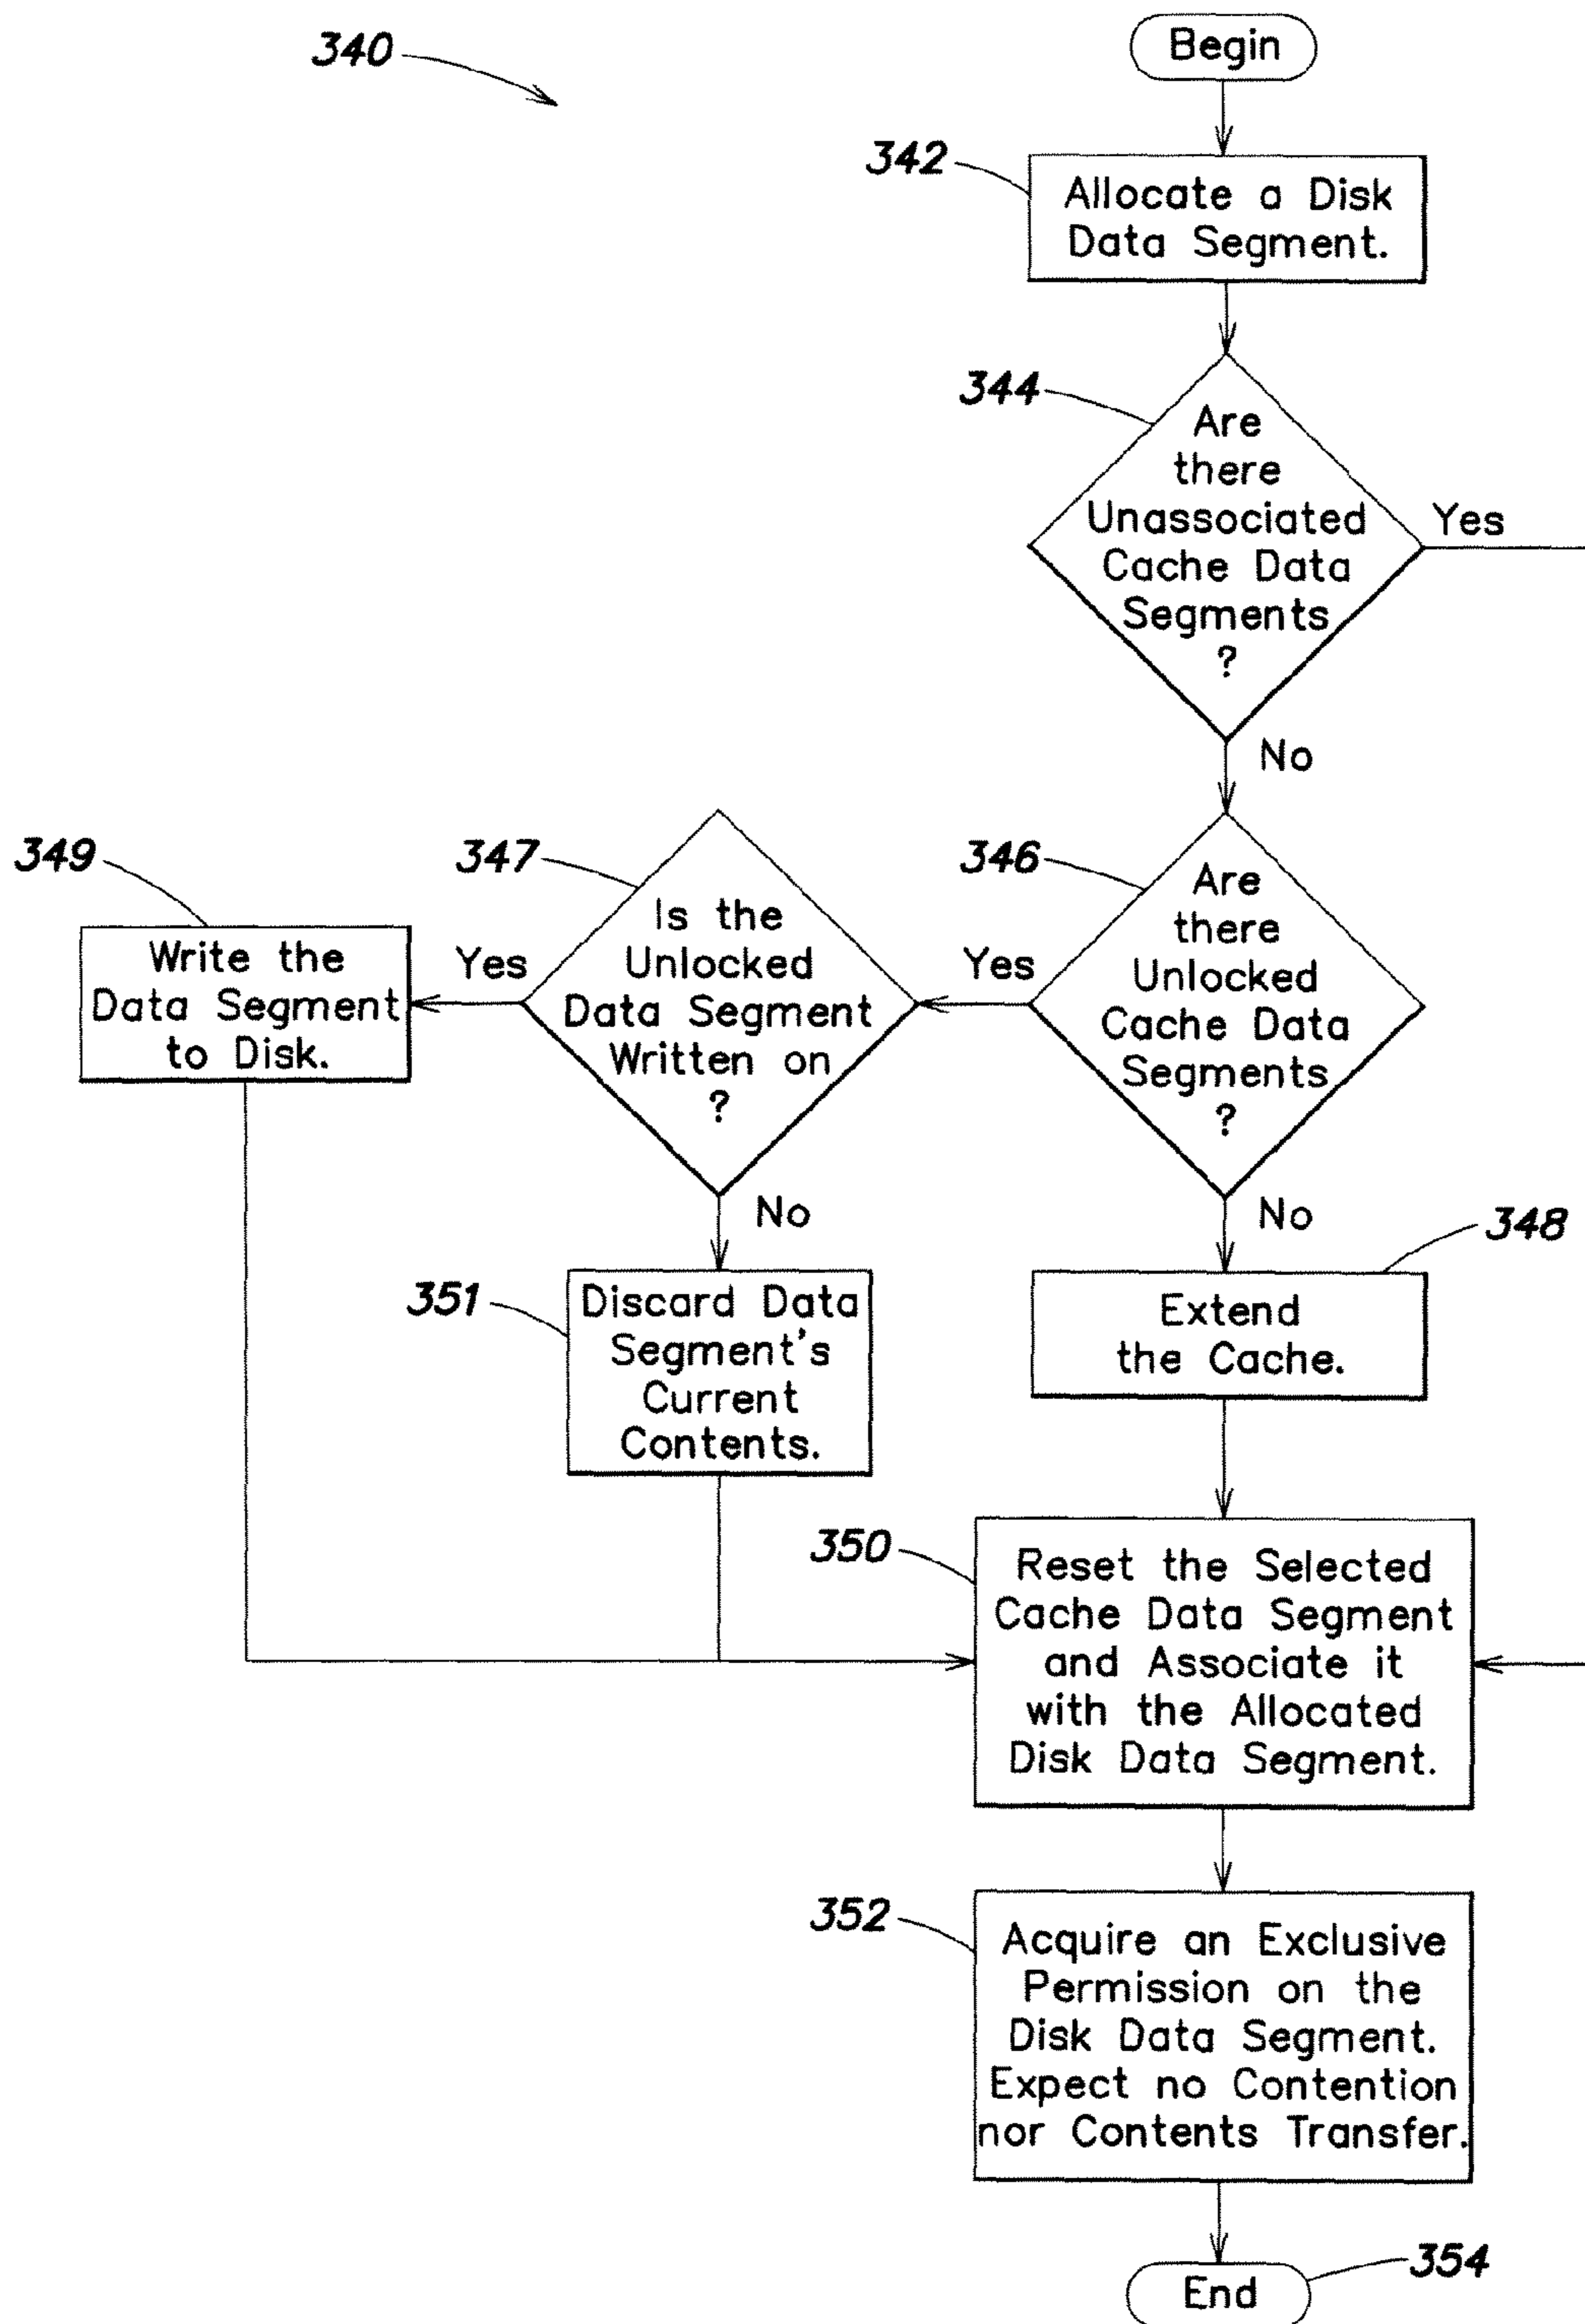 340
Begin
342
Allocate a Disk
Data Segment.
344
Are
there
Unassociated
Cache Data
Segments
?
Yes
No
349
Write the
Data Segment
to Disk.
Yes
347
Is the
Unlocked
Data Segment
Written on
?
Yes
346
Are
there
Unlocked
Cache Data
Segments
?
No
No
348
351
Discard Data
Segment's
Current
Contents.
Extend
the Cache.
350
Reset the Selected
Cache Data Segment
and Associate it
with the Allocated
Disk Data Segment.
352
Acquire an Exclusive
Permission on the
Disk Data Segment.
Expect no Contention
nor Contents Transfer.
354
End